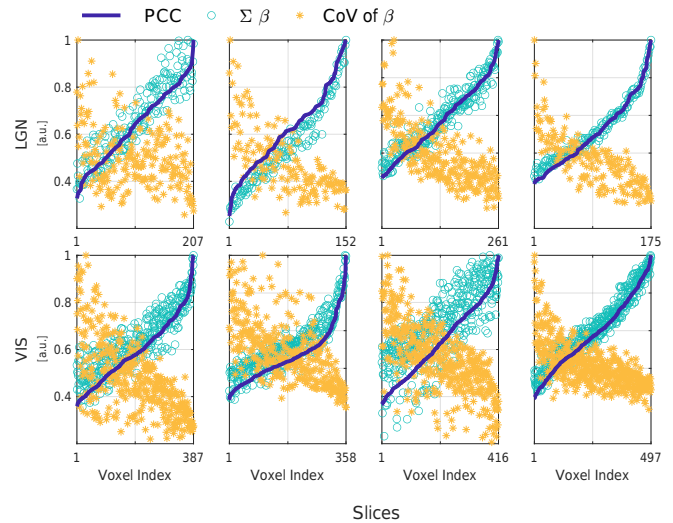 PCC Σ β CoV of β
LGN
[a.u.]
1
0.8
0.6
0.4
1 207
1 152
1 261
1 175
VIS
[a.u.]
1
0.8
0.6
0.4
1 387
1 358
1 416
1 497
Voxel Index Voxel Index Voxel Index Voxel Index
Slices